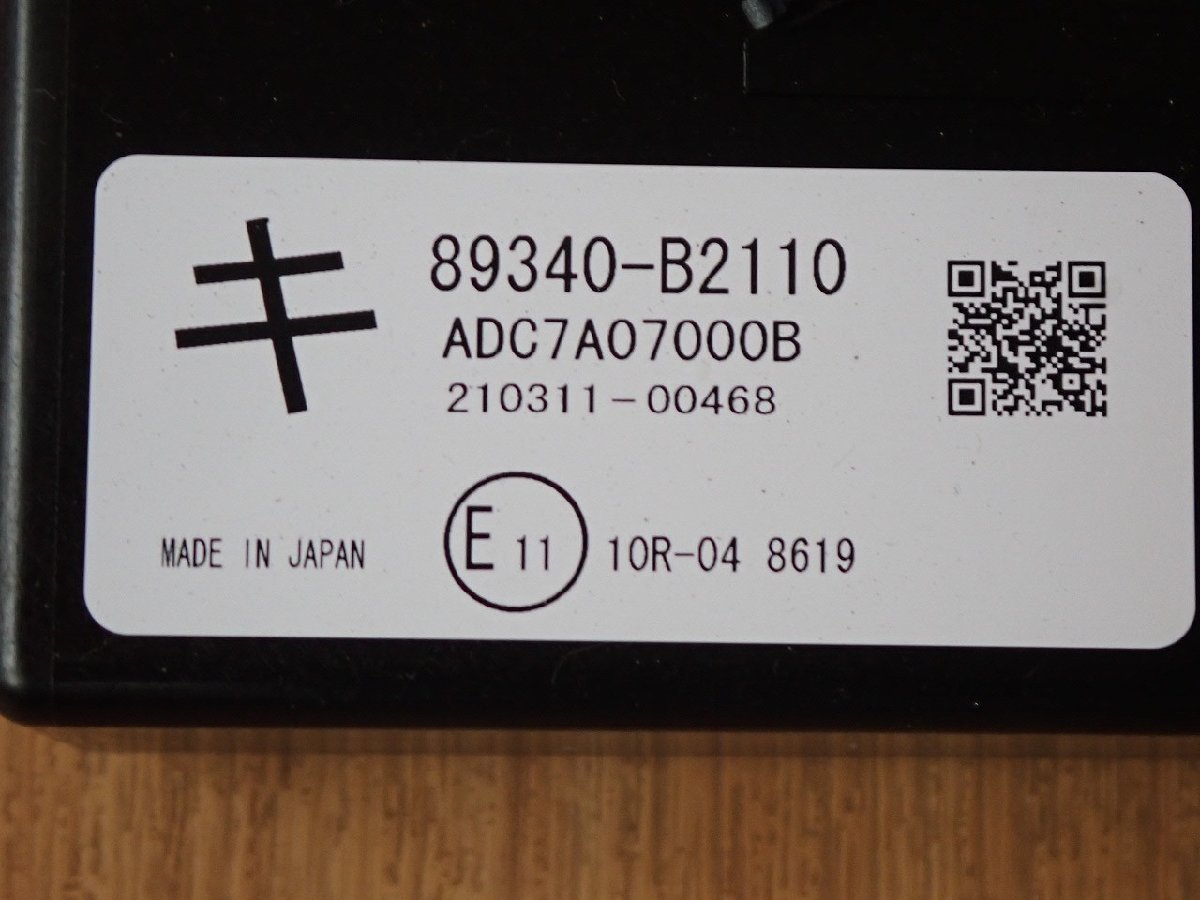 キ
89340-B2110
ADC7A07000B
210311-00468
MADE IN JAPAN
E 11 10R-04 8619